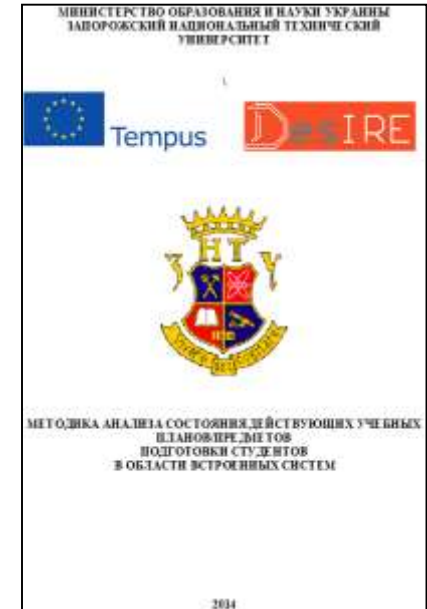 МИНИСТЕРСТВО ОБРАЗОВАНИЯ И НАУКИ УКРАИНЫ
ЗАПОРОЖСКИЙ НАЦИОНАЛЬНЫЙ ТЕХНИЧЕСКИЙ
УНИВЕРСИТЕТ
Tempus
DesIRE
ЗНТУ
МЕТОДИКА АНАЛИЗА СОСТОЯНИЯ ДЕЙСТВУЮЩИХ УЧЕБНЫХ
ПЛАНОВ/ПРЕДМЕТОВ
ПОДГОТОВКИ СТУДЕНТОВ
В ОБЛАСТИ ВСТРОЕННЫХ СИСТЕМ
2014